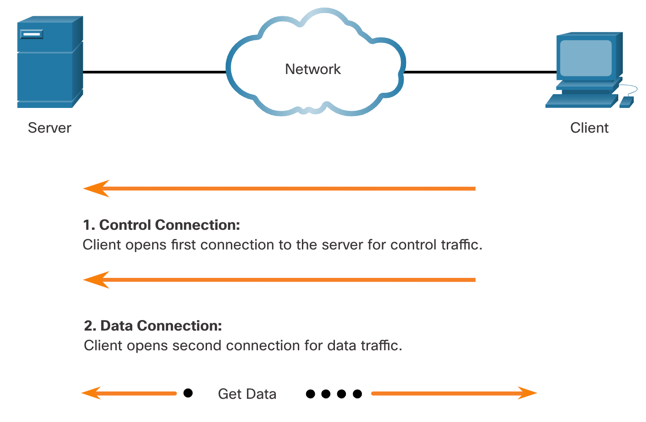 Network
Server
Client
1. Control Connection:
Client opens first connection to the server for control traffic.
2. Data Connection:
Client opens second connection for data traffic.
Get Data